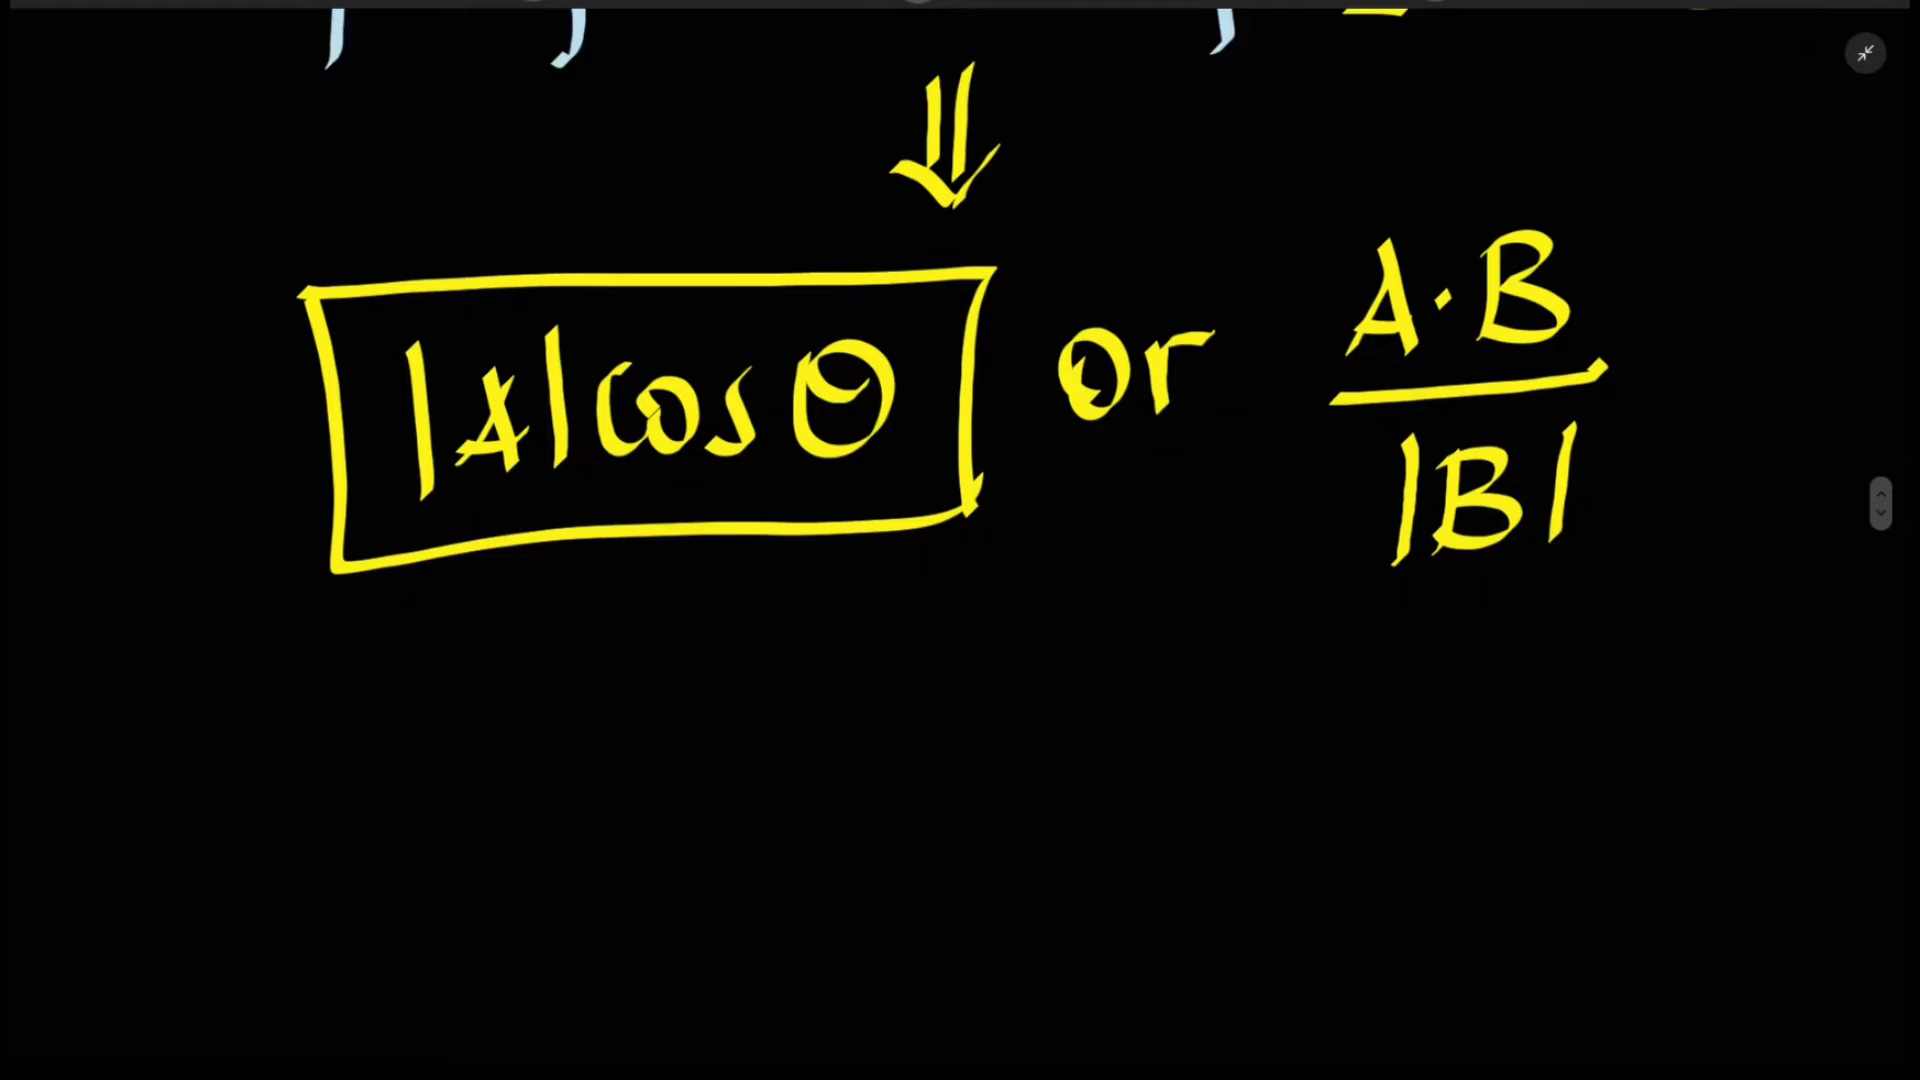 |A| cos θ or A · B
|B|